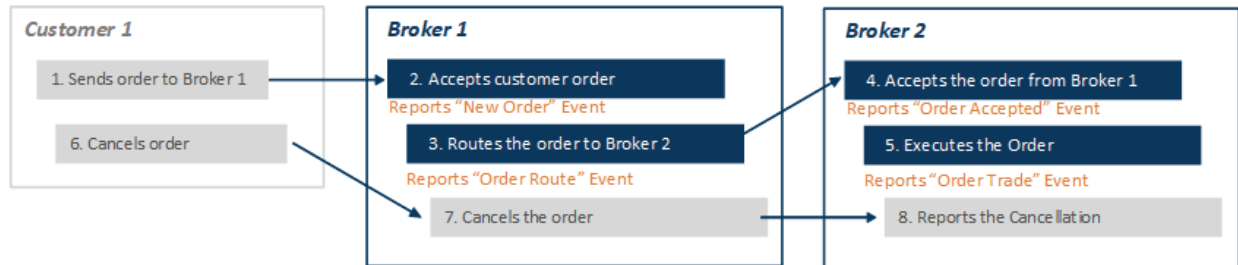 Customer 1
1. Sends order to Broker 1
6. Cancels order
Broker 1
2. Accepts customer order
Reports “New Order” Event
3. Routes the order to Broker 2
Reports “Order Route” Event
7. Cancels the order
Broker 2
4. Accepts the order from Broker 1
Reports “Order Accepted” Event
5. Executes the Order
Reports “Order Trade” Event
8. Reports the Cancellation